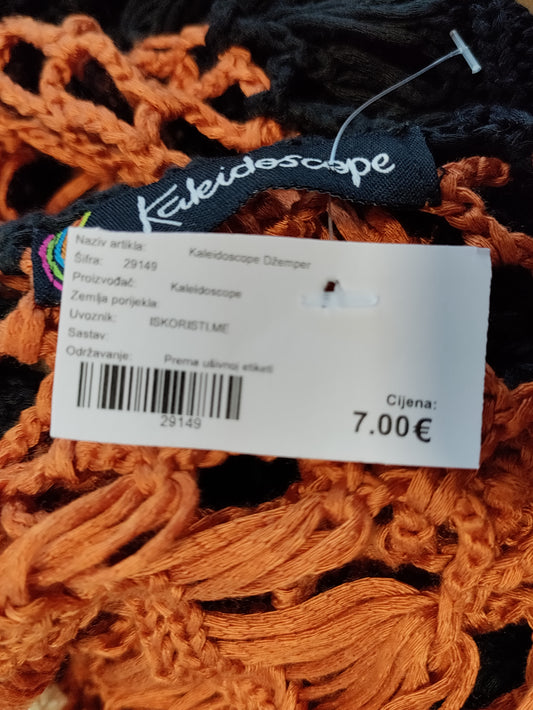 Kaleidoscope
Naziv artikla: Kaleidoscope Džemper
Šifra: 29149
Proizvođač: Kaleidoscope
Zemlja porijekla
Uvoznik: ISKORISTI.ME
Sastav:
Održavanje: Prema ušivnoj etiketi
29149
Cijena:
7.00€